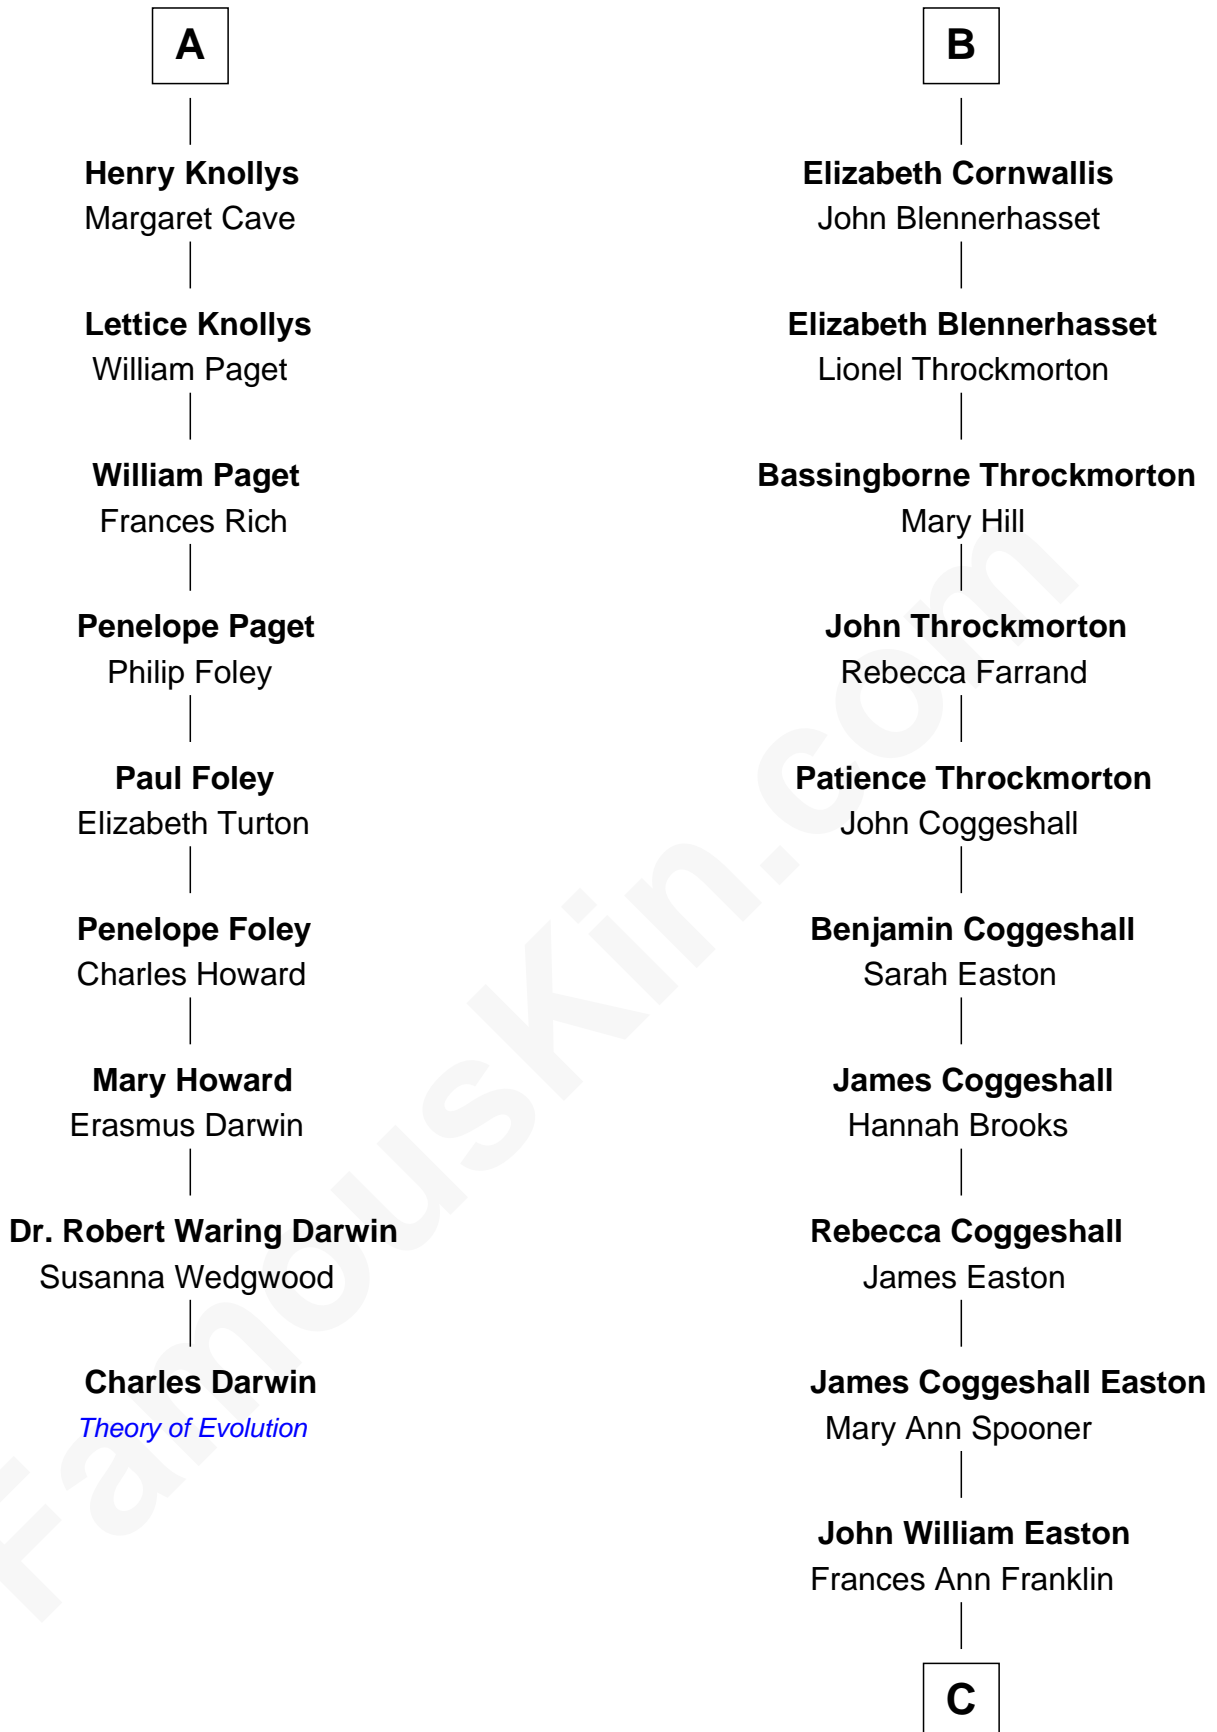 A
Henry Knollys
Margaret Cave
Lettice Knollys
William Paget
William Paget
Frances Rich
Penelope Paget
Philip Foley
Paul Foley
Elizabeth Turton
Penelope Foley
Charles Howard
Mary Howard
Erasmus Darwin
Dr. Robert Waring Darwin
Susanna Wedgwood
Charles Darwin
Theory of Evolution
B
Elizabeth Cornwallis
John Blennerhasset
Elizabeth Blennerhasset
Lionel Throckmorton
Bassingborne Throckmorton
Mary Hill
John Throckmorton
Rebecca Farrand
Patience Throckmorton
John Coggeshall
Benjamin Coggeshall
Sarah Easton
James Coggeshall
Hannah Brooks
Rebecca Coggeshall
James Easton
James Coggeshall Easton
Mary Ann Spooner
John William Easton
Frances Ann Franklin
C
FamousKin.com